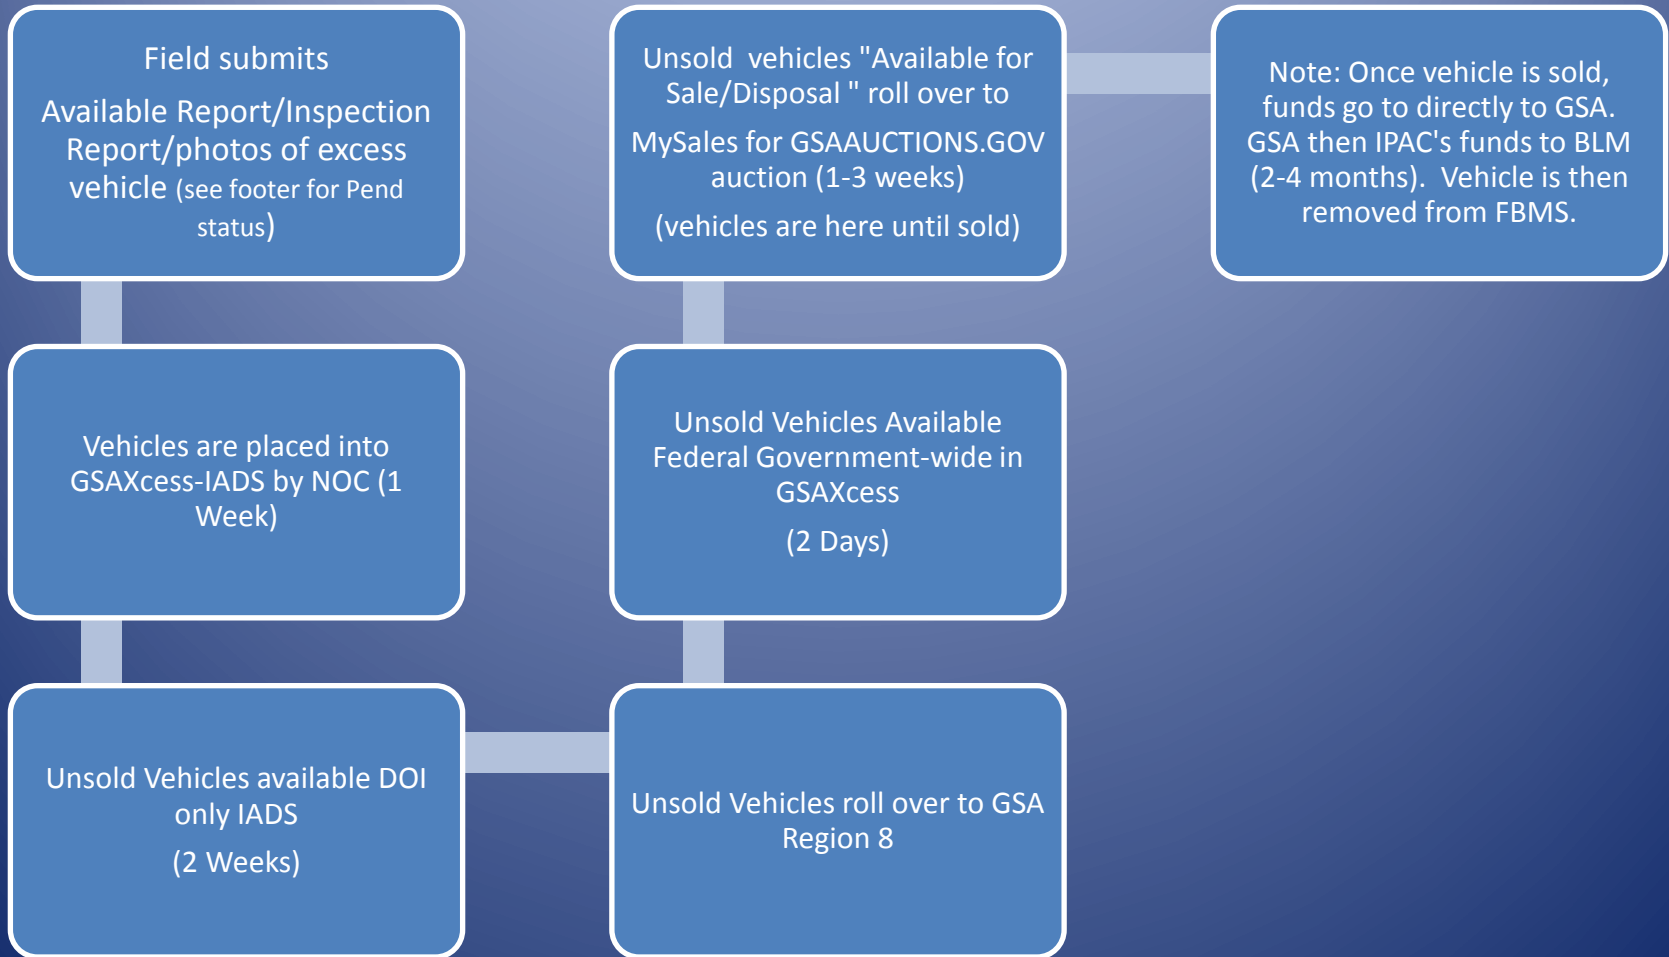 Field submits
Available Report/Inspection
Report/photos of excess
vehicle (see footer for Pend
status)
Vehicles are placed into
GSAXcess-IADS by NOC (1
Week)
Unsold Vehicles available DOI
only IADS
(2 Weeks)
Unsold Vehicles roll over to GSA
Region 8
Unsold Vehicles Available
Federal Government-wide in
GSAXcess
(2 Days)
Unsold  vehicles "Available for
Sale/Disposal " roll over to
MySales for GSAAUCTIONS.GOV
auction (1-3 weeks)
(vehicles are here until sold)
Note: Once vehicle is sold,
funds go to directly to GSA.
GSA then IPAC's funds to BLM
(2-4 months).  Vehicle is then
removed from FBMS.